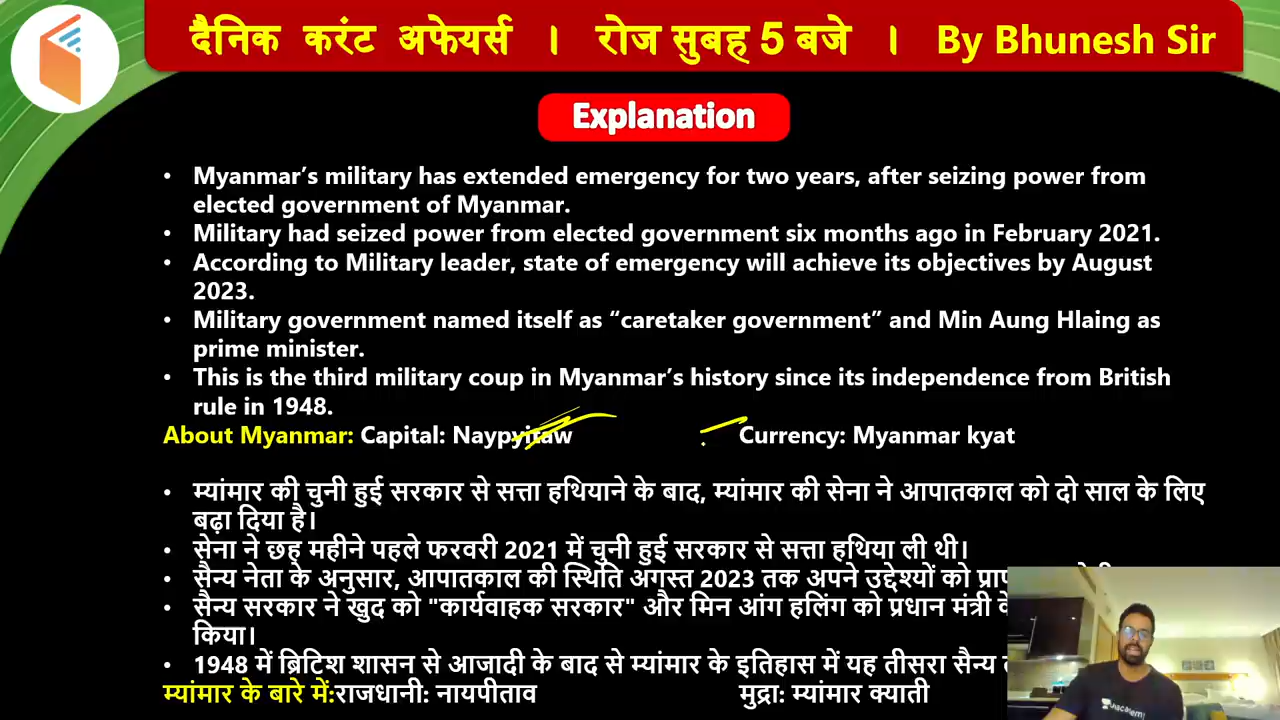 दैनिक करंट अफेयर्स । रोज सुबह 5 बजे । By Bhunesh Sir
Explanation
• Myanmar’s military has extended emergency for two years, after seizing power from
elected government of Myanmar.
• Military had seized power from elected government six months ago in February 2021.
• According to Military leader, state of emergency will achieve its objectives by August
2023.
• Military government named itself as “caretaker government” and Min Aung Hlaing as
prime minister.
• This is the third military coup in Myanmar’s history since its independence from British
rule in 1948.
About Myanmar: Capital: Naypyitaw Currency: Myanmar kyat
• म्यांमार की चुनी हुई सरकार से सत्ता हथियाने के बाद, म्यांमार की सेना ने आपातकाल को दो साल के लिए
बढ़ा दिया है।
• सेना ने छह महीने पहले फरवरी 2021 में चुनी हुई सरकार से सत्ता हथिया ली थी।
• सैन्य नेता के अनुसार, आपातकाल की स्थिति अगस्त 2023 तक अपने उद्देश्यों को
• सैन्य सरकार ने खुद को "कार्यवाहक सरकार" और मिन आंग हलिंग को प्रधान मंत्री
किया।
• 1948 में ब्रिटिश शासन से आजादी के बाद से म्यांमार के इतिहास में यह तीसरा सैन्य
म्यांमार के बारे में:राजधानी: नायपीताव मुद्रा: म्यांमार क्याती